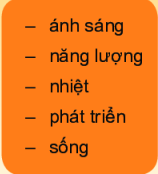 – ánh sáng
– năng lượng
– nhiệt
– phát triển
– sống